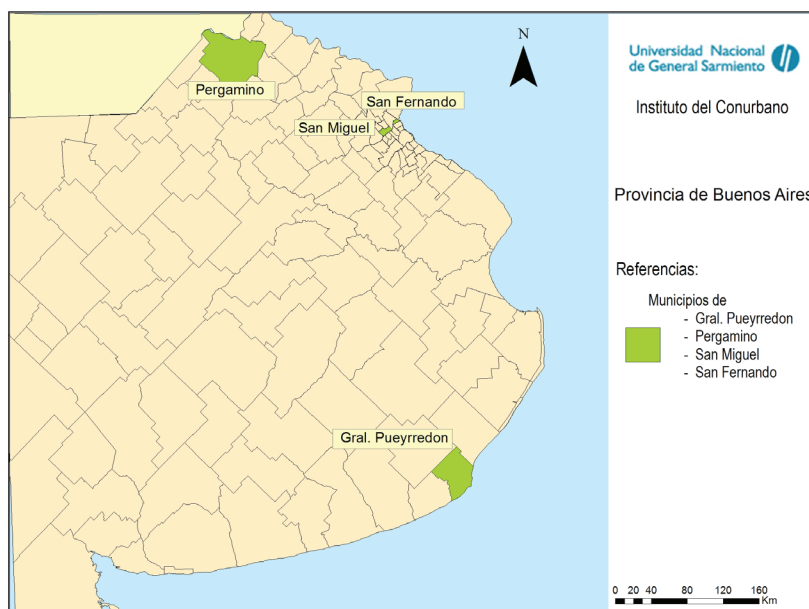 Pergamino
San Fernando
San Miguel
Gral. Pueyrredon
N
Universidad Nacional
de General Sarmiento
Instituto del Conurbano
Provincia de Buenos Aires
Referencias:
Municipios de
- Gral. Pueyrredon
- Pergamino
- San Miguel
- San Fernando
0 20 40 80 120 160
Km